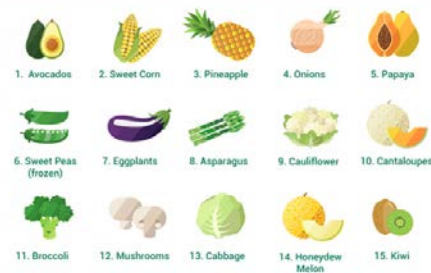 1. Avocados
2. Sweet Corn
3. Pineapple
4. Onions
5. Papaya
6. Sweet Peas
(frozen)
7. Eggplants
8. Asparagus
9. Cauliflower
10. Cantaloupes
11. Broccoli
12. Mushrooms
13. Cabbage
14. Honeydew
Melon
15. Kiwi